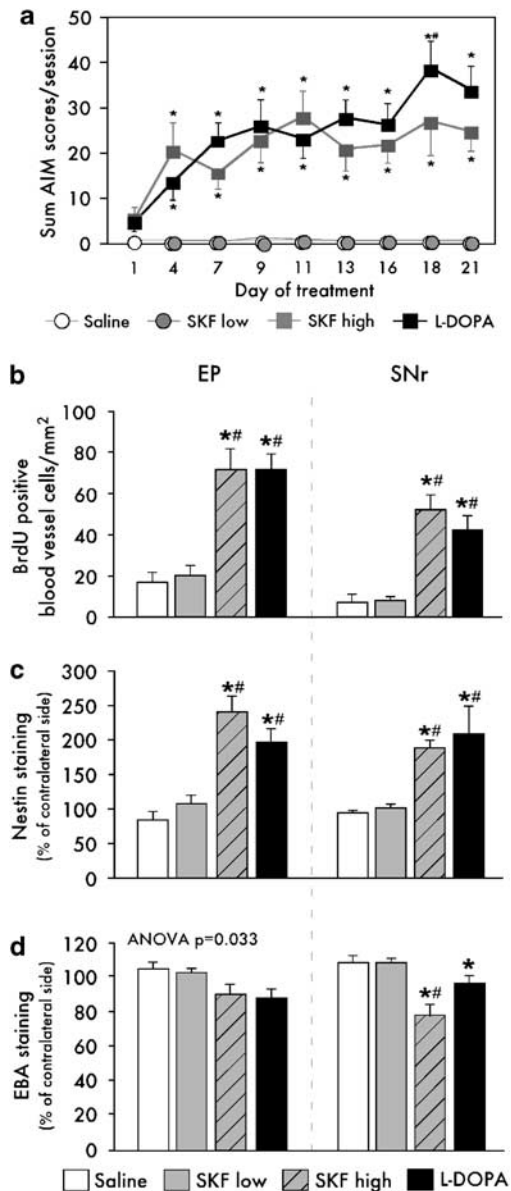 a
Sum AIM scores/session
50
40
30
20
10
0
* * * * * * * *# *
* * * * * * * *
1 4 7 9 11 13 16 18 21
Day of treatment
Saline SKF low SKF high L-DOPA
b EP SNr
BrdU positive
blood vessel cells/mm²
100
80
60
40
20
0
*# *# *# *#
c
Nestin staining
(% of contralateral side)
300
250
200
150
100
50
0
*# *# *# *#
d
EBA staining
(% of contralateral side)
120
100
80
60
40
20
0
ANOVA p=0.033
*# *
Saline SKF low SKF high L-DOPA